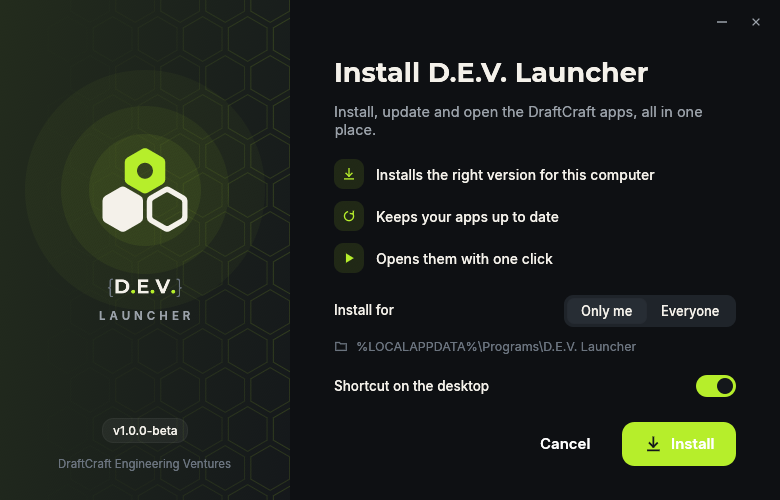 {D.E.V.}
LAUNCHER
v1.0.0-beta
DraftCraft Engineering Ventures
Install D.E.V. Launcher
Install, update and open the DraftCraft apps, all in one
place.
Installs the right version for this computer
Keeps your apps up to date
Opens them with one click
Install for
Only me
Everyone
%LOCALAPPDATA%\Programs\D.E.V. Launcher
Shortcut on the desktop
Cancel
Install